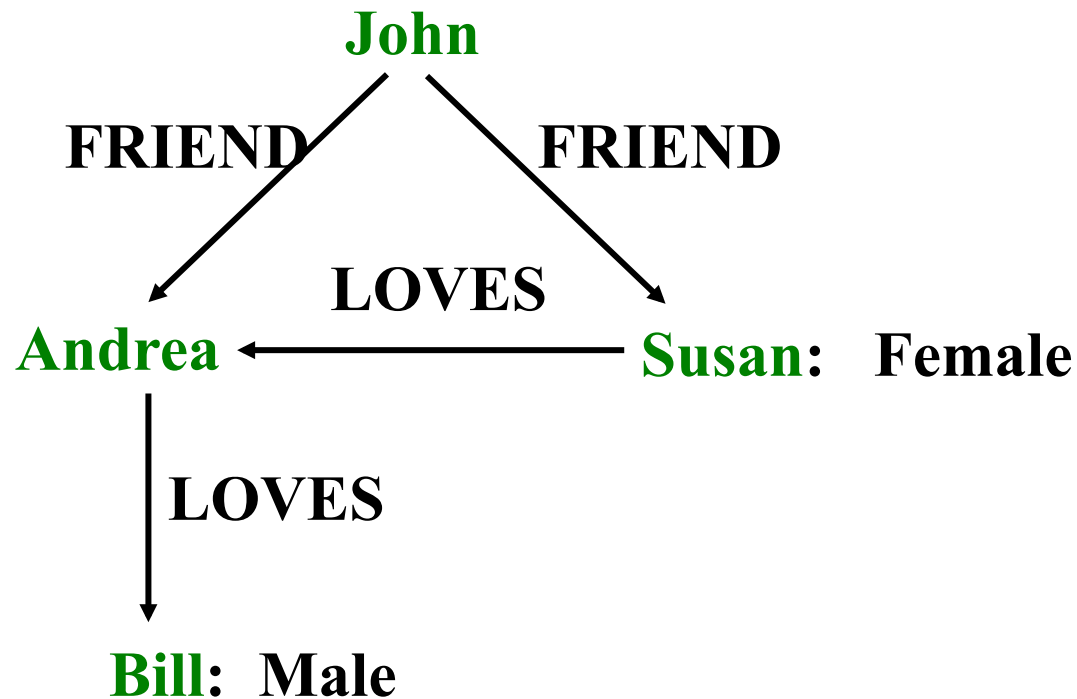 John
FRIEND FRIEND
LOVES
Andrea Susan: Female
LOVES
Bill: Male